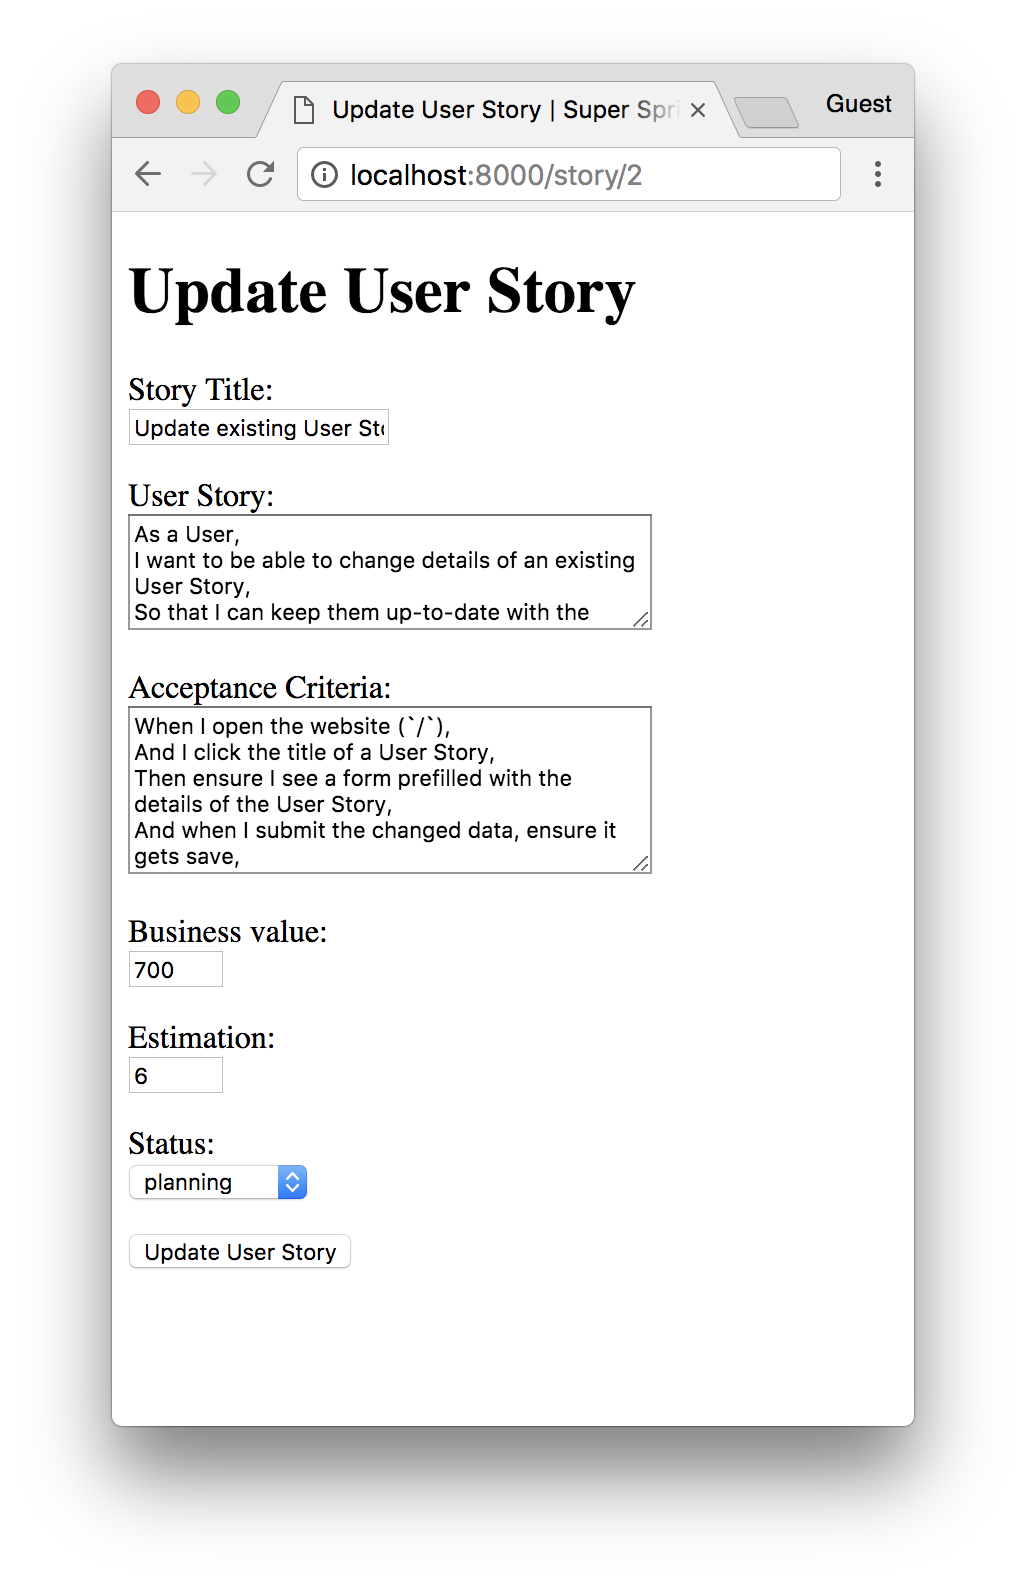 Update User Story | Super Spri
Guest
localhost:8000/story/2
Update User Story
Story Title:
Update existing User
User Story:
As a User,
I want to be able to change details of an existing
User Story,
So that I can keep them up-to-date with the
Acceptance Criteria:
When I open the website (`/`),
And I click the title of a User Story,
Then ensure I see a form prefilled with the
details of the User Story,
And when I submit the changed data, ensure it
gets save,
Business value:
700
Estimation:
6
Status:
planning
Update User Story